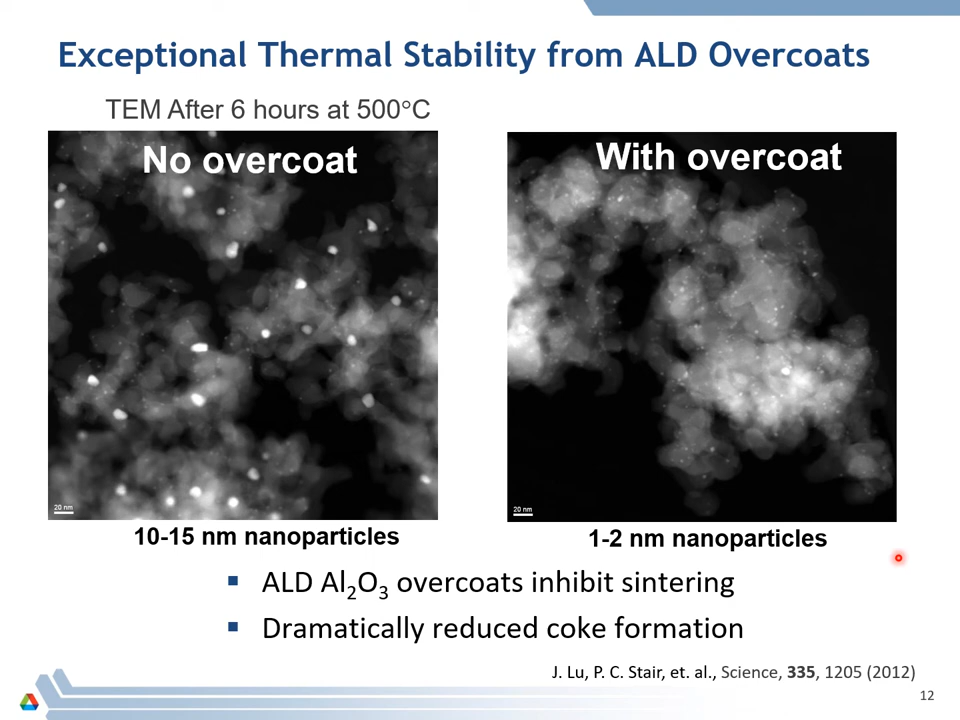 Exceptional Thermal Stability from ALD Overcoats
TEM After 6 hours at 500°C
No overcoat
With overcoat
20 nm
20 nm
10-15 nm nanoparticles
1-2 nm nanoparticles
▪ ALD Al₂O₃ overcoats inhibit sintering
▪ Dramatically reduced coke formation
J. Lu, P. C. Stair, et. al., Science, 335, 1205 (2012)
12